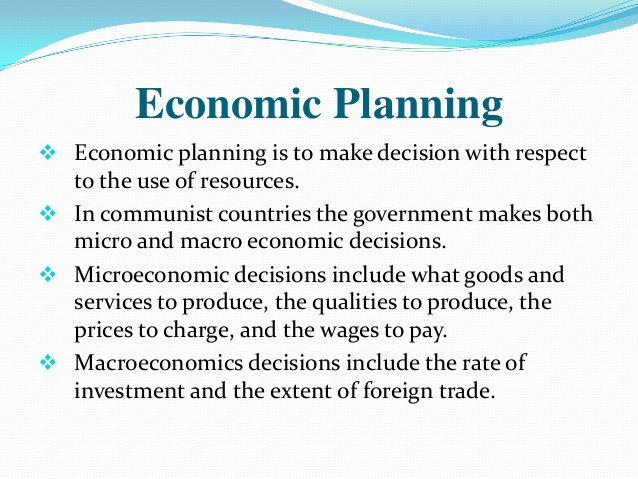 Economic Planning
❖ Economic planning is to make decision with respect
to the use of resources.
❖ In communist countries the government makes both
micro and macro economic decisions.
❖ Microeconomic decisions include what goods and
services to produce, the qualities to produce, the
prices to charge, and the wages to pay.
❖ Macroeconomics decisions include the rate of
investment and the extent of foreign trade.